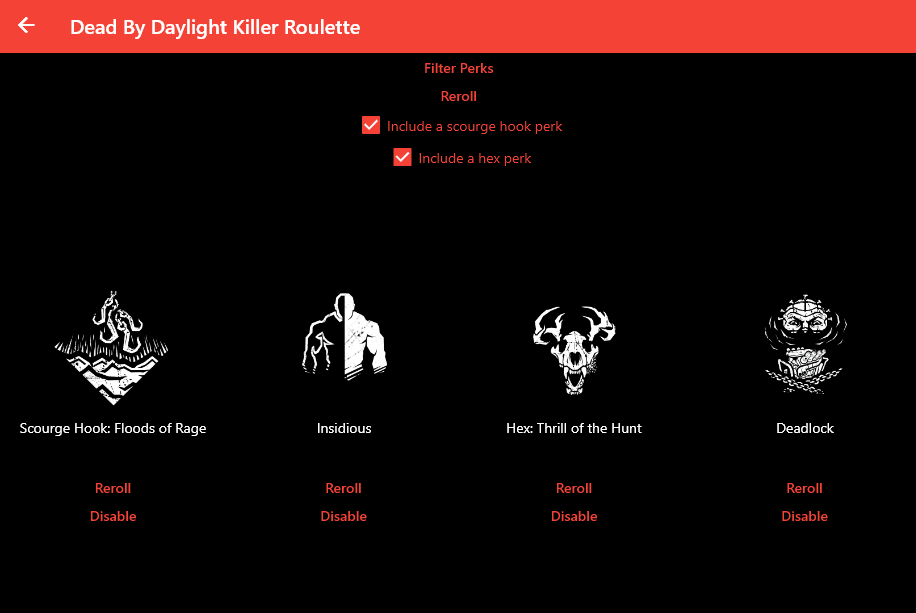 Dead By Daylight Killer Roulette
Filter Perks
Reroll
Include a scourge hook perk
Include a hex perk
Scourge Hook: Floods of Rage
Insidious
Hex: Thrill of the Hunt
Deadlock
Reroll
Reroll
Reroll
Reroll
Disable
Disable
Disable
Disable